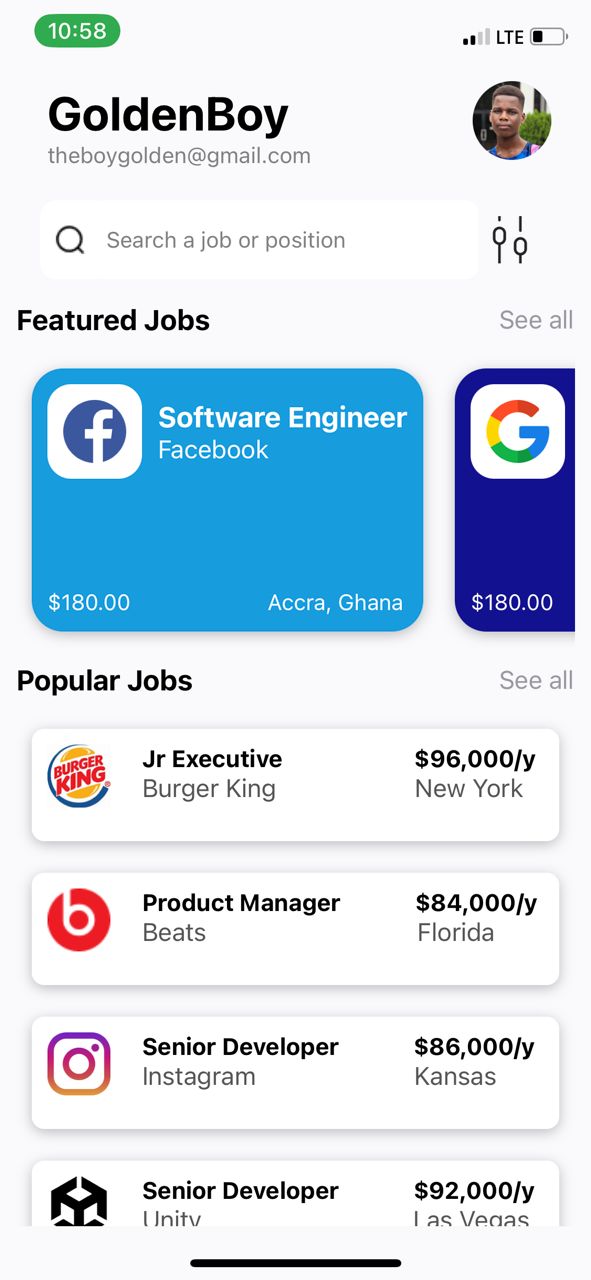 10:58
LTE
GoldenBoy
theboygolden@gmail.com
Search a job or position
Featured Jobs
See all
Software Engineer
Facebook
$180.00
Accra, Ghana
$180.00
Popular Jobs
See all
BURGER
KING
Jr Executive
$96,000/y
Burger King
New York
Product Manager
$84,000/y
Beats
Florida
Senior Developer
$86,000/y
Instagram
Kansas
Senior Developer
$92,000/y
Unity
Las Vegas